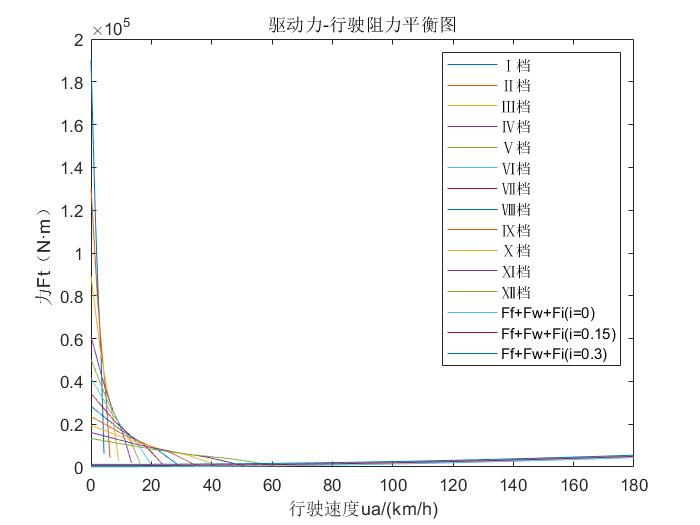 驱动力-行驶阻力平衡图
×10⁵
2
1.8
1.6
1.4
1.2
1
0.8
0.6
0.4
0.2
0
力Ft（N·m）
Ⅰ档
Ⅱ档
Ⅲ档
Ⅳ档
Ⅴ档
Ⅵ档
Ⅶ档
Ⅷ档
Ⅸ档
Ⅹ档
Ⅺ档
Ⅻ档
Ff+Fw+Fi(i=0)
Ff+Fw+Fi(i=0.15)
Ff+Fw+Fi(i=0.3)
0 20 40 60 80 100 120 140 160 180
行驶速度ua/(km/h)